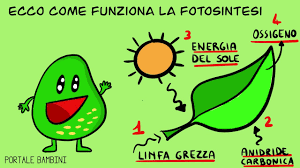 ECCO COME FUNZIONA LA FOTOSINTESI
4
OSSIGENO
3
ENERGIA
DEL SOLE
1
LINFA GREZZA
2
ANIDRIDE
CARBONICA
PORTALE BAMBINI